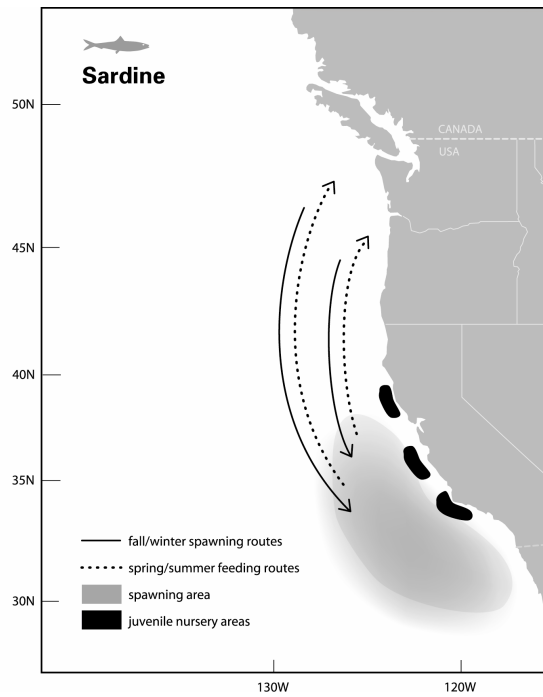 Sardine
50N
CANADA
USA
45N
40N
35N
fall/winter spawning routes
spring/summer feeding routes
spawning area
30N
juvenile nursery areas
130W
120W